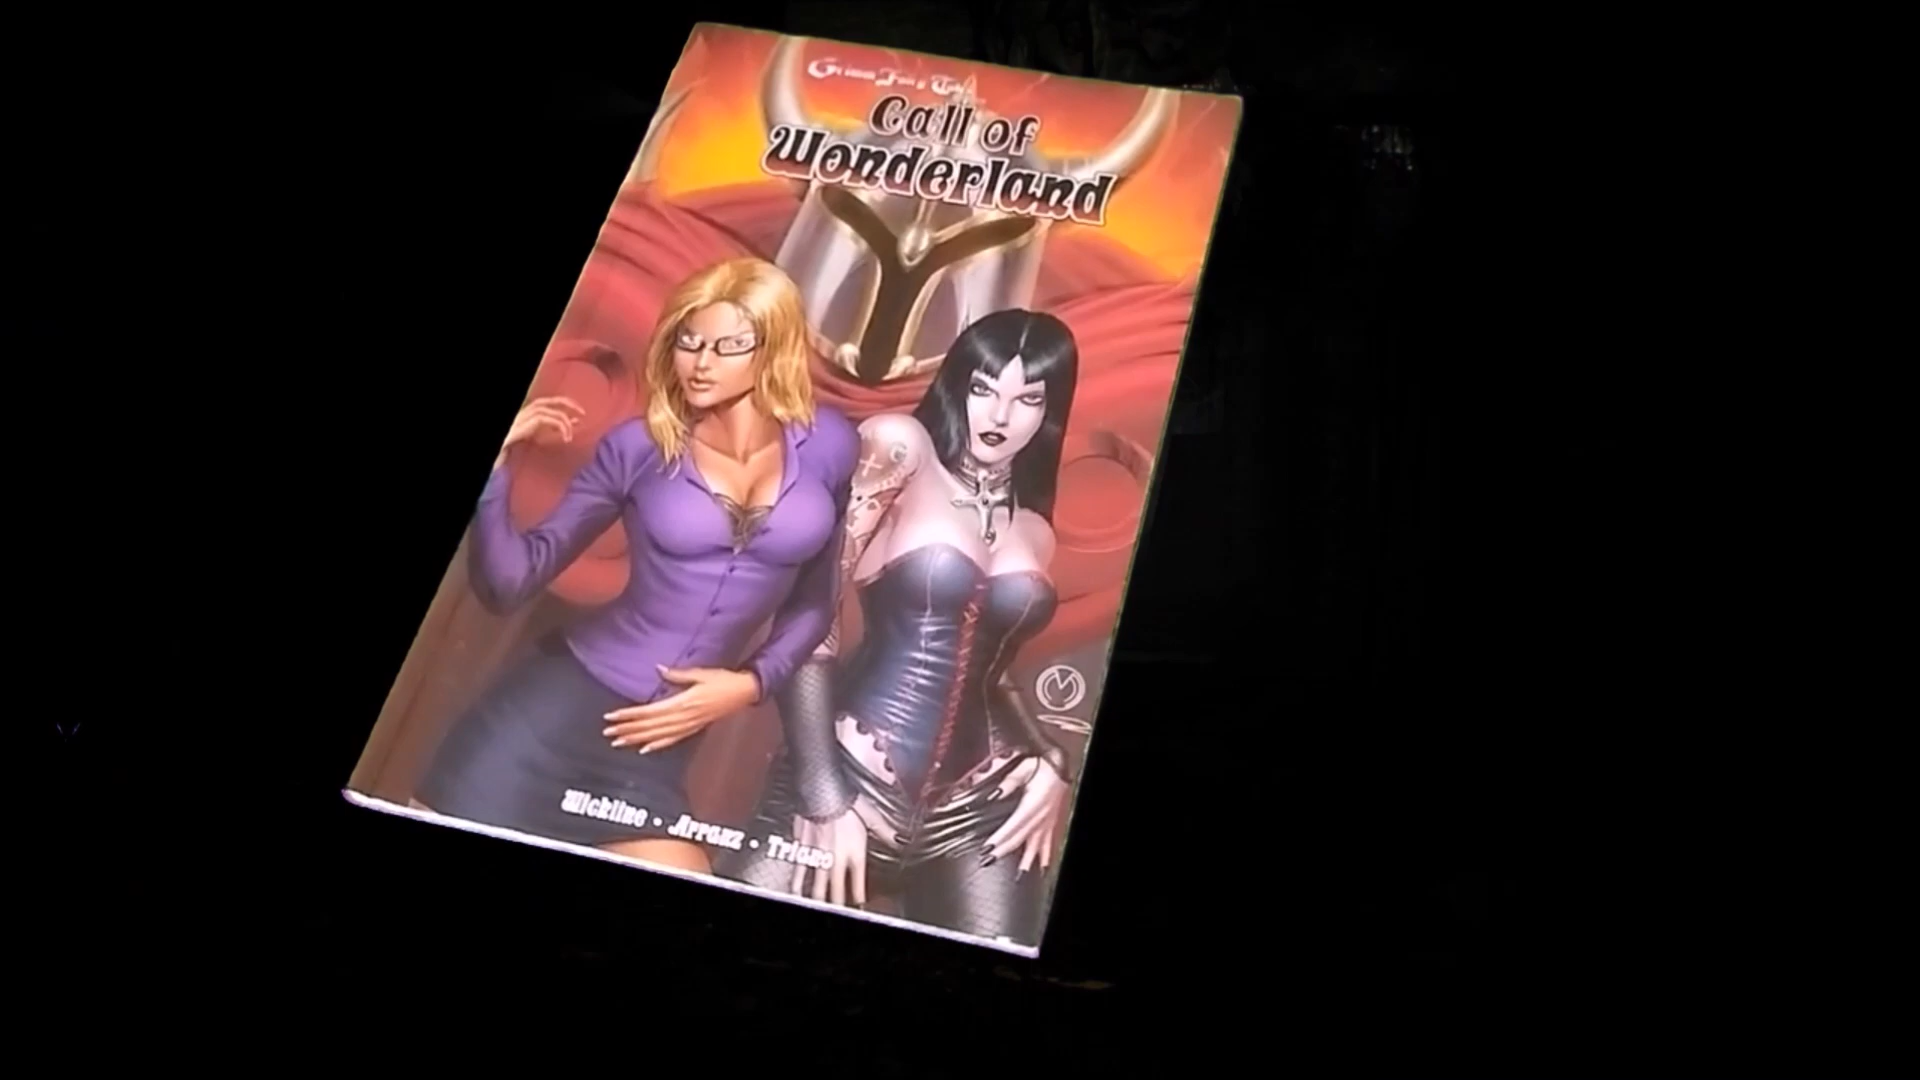 Grimm Fairy Tales
Call of
Wonderland
Wickline • Arranz • Triano